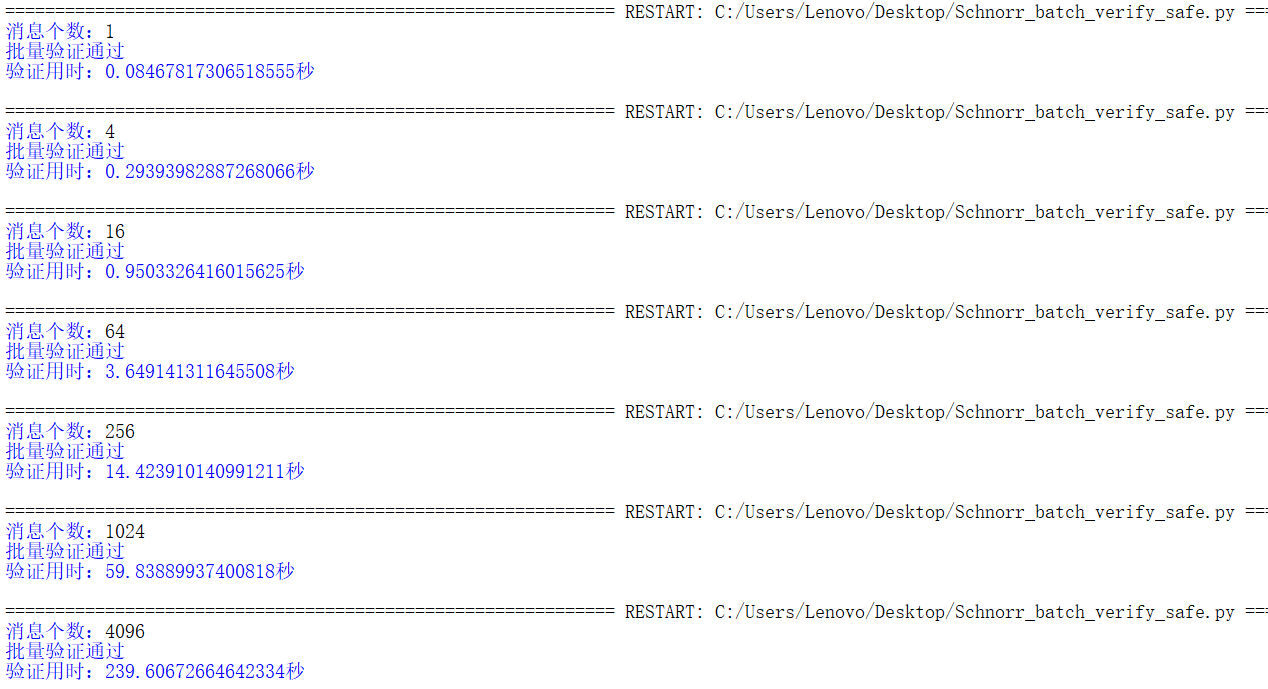 ============================================================= RESTART: C:/Users/Lenovo/Desktop/Schnorr_batch_verify_safe.py ===
消息个数：1
批量验证通过
验证用时：0.08467817306518555秒
============================================================= RESTART: C:/Users/Lenovo/Desktop/Schnorr_batch_verify_safe.py ===
消息个数：4
批量验证通过
验证用时：0.29393982887268066秒
============================================================= RESTART: C:/Users/Lenovo/Desktop/Schnorr_batch_verify_safe.py ===
消息个数：16
批量验证通过
验证用时：0.9503326416015625秒
============================================================= RESTART: C:/Users/Lenovo/Desktop/Schnorr_batch_verify_safe.py ===
消息个数：64
批量验证通过
验证用时：3.649141311645508秒
============================================================= RESTART: C:/Users/Lenovo/Desktop/Schnorr_batch_verify_safe.py ===
消息个数：256
批量验证通过
验证用时：14.423910140991211秒
============================================================= RESTART: C:/Users/Lenovo/Desktop/Schnorr_batch_verify_safe.py ===
消息个数：1024
批量验证通过
验证用时：59.83889937400818秒
============================================================= RESTART: C:/Users/Lenovo/Desktop/Schnorr_batch_verify_safe.py ===
消息个数：4096
批量验证通过
验证用时：239.60672664642334秒